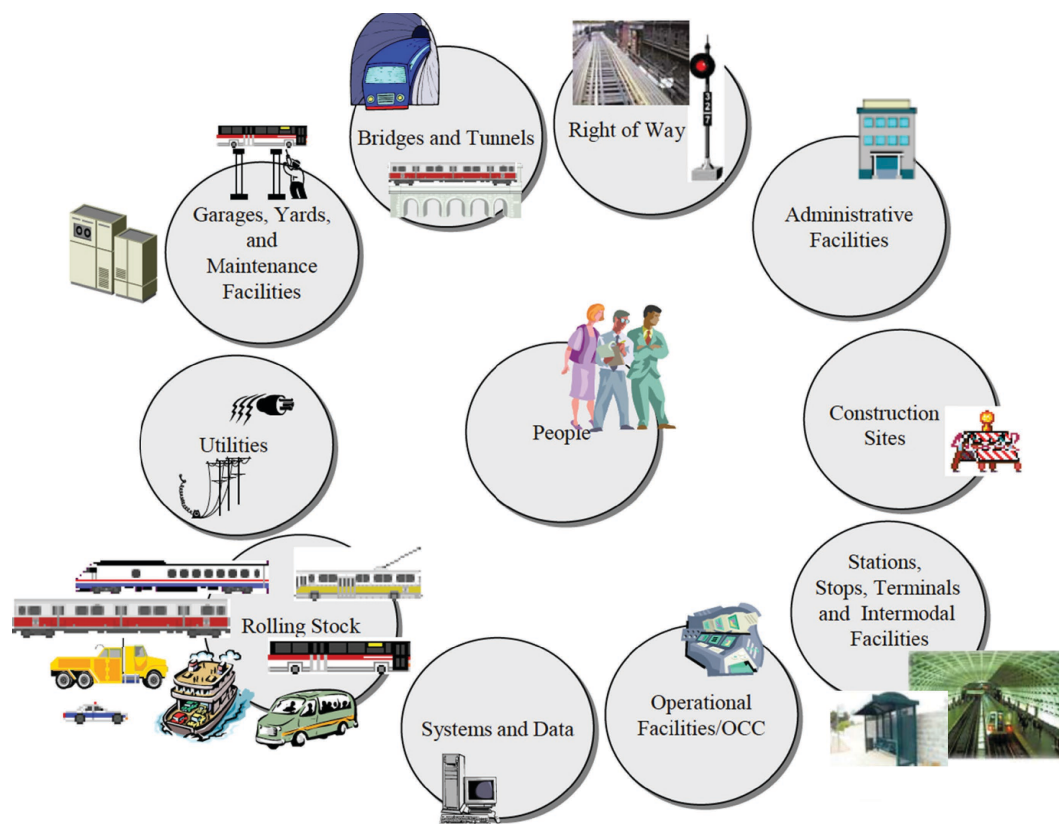 Bridges and Tunnels
Right of Way
327
Garages, Yards,
and
Maintenance
Facilities
Administrative
Facilities
People
Construction
Sites
Utilities
Stations,
Stops, Terminals
and Intermodal
Facilities
Rolling Stock
Systems and Data
Operational
Facilities/OCC